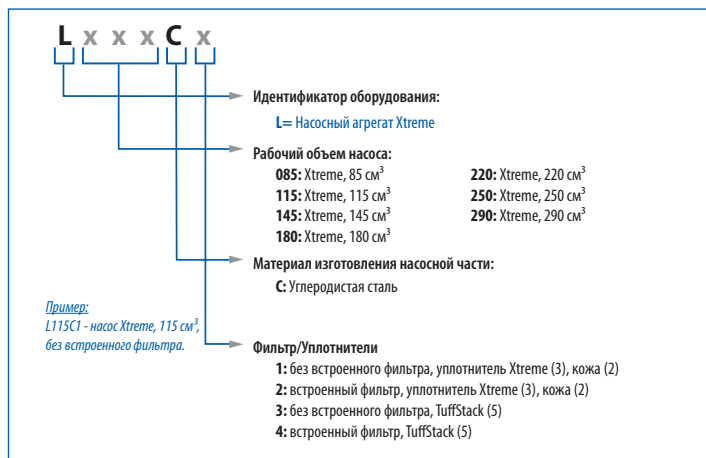 L x x x C x
Идентификатор оборудования:
L= Насосный агрегат Xtreme
Рабочий объем насоса:
085: Xtreme, 85 см³ 220: Xtreme, 220 см³
115: Xtreme, 115 см³ 250: Xtreme, 250 см³
145: Xtreme, 145 см³ 290: Xtreme, 290 см³
180: Xtreme, 180 см³
Материал изготовления насосной части:
С: Углеродистая сталь
Пример:
L115C1 - насос Xtreme, 115 см³,
без встроенного фильтра.
Фильтр/Уплотнители
1: без встроенного фильтра, уплотнитель Xtreme (3), кожа (2)
2: встроенный фильтр, уплотнитель Xtreme (3), кожа (2)
3: без встроенного фильтра, TuffStack (5)
4: встроенный фильтр, TuffStack (5)